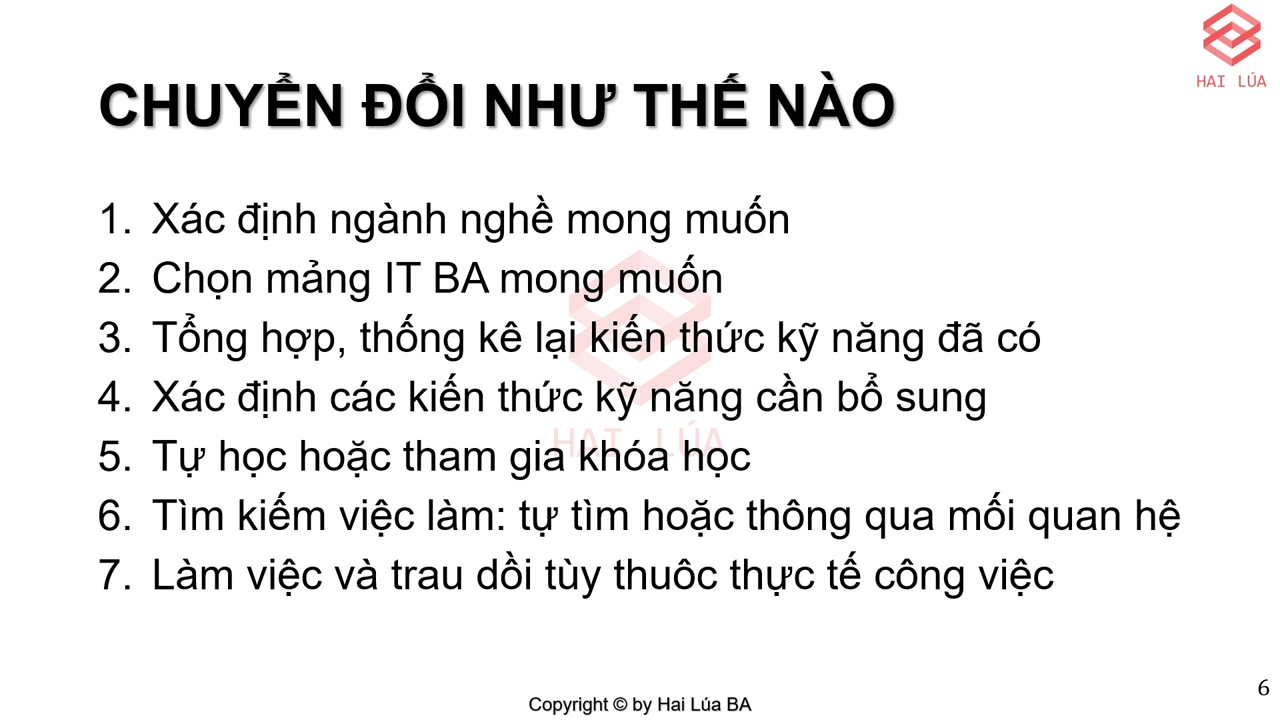 HAI LÚA
CHUYỂN ĐỔI NHƯ THẾ NÀO
1. Xác định ngành nghề mong muốn
2. Chọn mảng IT BA mong muốn
3. Tổng hợp, thống kê lại kiến thức kỹ năng đã có
4. Xác định các kiến thức kỹ năng cần bổ sung
HAI LÚA
5. Tự học hoặc tham gia khóa học
6. Tìm kiếm việc làm: tự tìm hoặc thông qua mối quan hệ
7. Làm việc và trau dồi tùy thuôc thực tế công việc
Copyright © by Hai Lúa BA
6